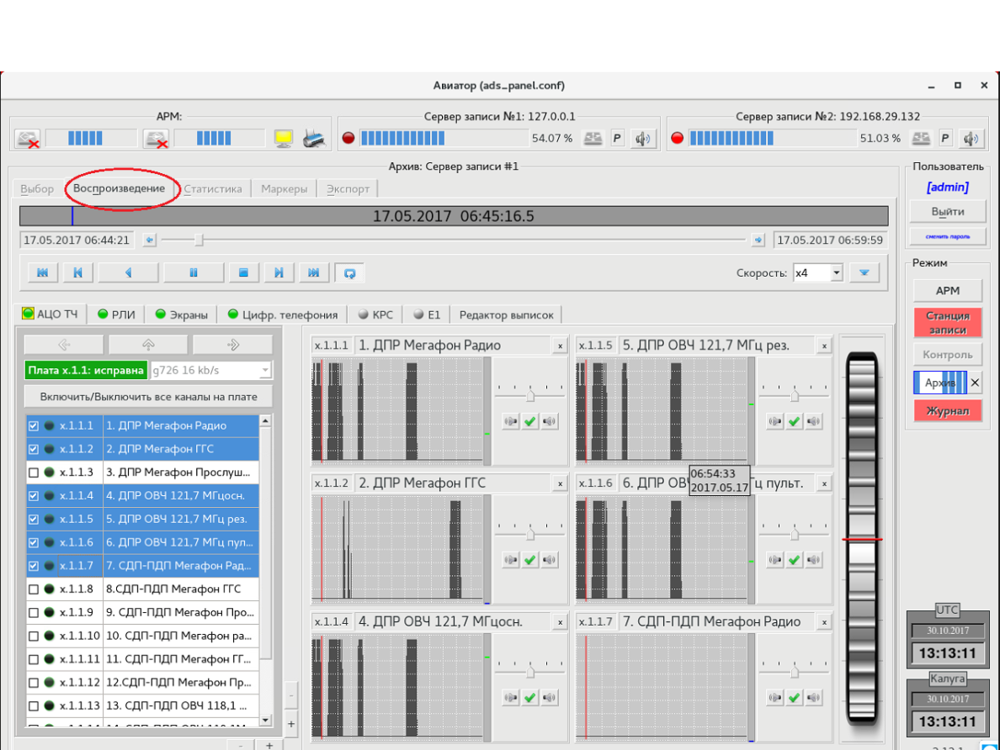 Авиатор (ads_panel.conf)
АРМ:
Сервер записи №1: 127.0.0.1
Сервер записи №2: 192.168.29.132
54.07 %
P
51.03 %
P
Архив: Сервер записи #1
Выбор
Воспроизведение
Статистика
Маркеры
Экспорт
17.05.2017 06:45:16.5
17.05.2017 06:44:21
17.05.2017 06:59:59
Скорость:
x4
АЦО ТЧ
РЛИ
Экраны
Цифр. телефония
КРС
E1
Редактор выписок
Плата x.1.1: исправна
g726 16 kb/s
Включить/Выключить все каналы на плате
x.1.1.1 1. ДПР Мегафон Радио
x.1.1.2 2. ДПР Мегафон ГГС
x.1.1.3 3. ДПР Мегафон Прослуш...
x.1.1.4 4. ДПР ОВЧ 121,7 МГцосн.
x.1.1.5 5. ДПР ОВЧ 121,7 МГц рез.
x.1.1.6 6. ДПР ОВЧ 121,7 МГц пул...
x.1.1.7 7. СДП-ПДП Мегафон Рад...
x.1.1.8 8.СДП-ПДП Мегафон ГГС
x.1.1.9 9. СДП-ПДП Мегафон Про...
x.1.1.10 10. СДП-ПДП Мегафон ра...
x.1.1.11 11. СДП-ПДП Мегафон ГГ...
x.1.1.12 12.СДП-ПДП Мегафон Пр...
x.1.1.13 13. СДП-ПДП ОВЧ 118,1 ...
-
+
-
+
x.1.1.1 1. ДПР Мегафон Радио x
x.1.1.5 5. ДПР ОВЧ 121,7 МГц рез. x
x.1.1.2 2. ДПР Мегафон ГГС x
x.1.1.6 6. ДПР ОВЧ ц пульт. x
06:54:33
2017.05.17
x.1.1.4 4. ДПР ОВЧ 121,7 МГцосн. x
x.1.1.7 7. СДП-ПДП Мегафон Радио x
Пользователь
[admin]
Выйти
сменить пароль
Режим
АРМ
Станция
записи
Контроль
Архив
Журнал
UTC
30.10.2017
13:13:11
Калуга
30.10.2017
13:13:11